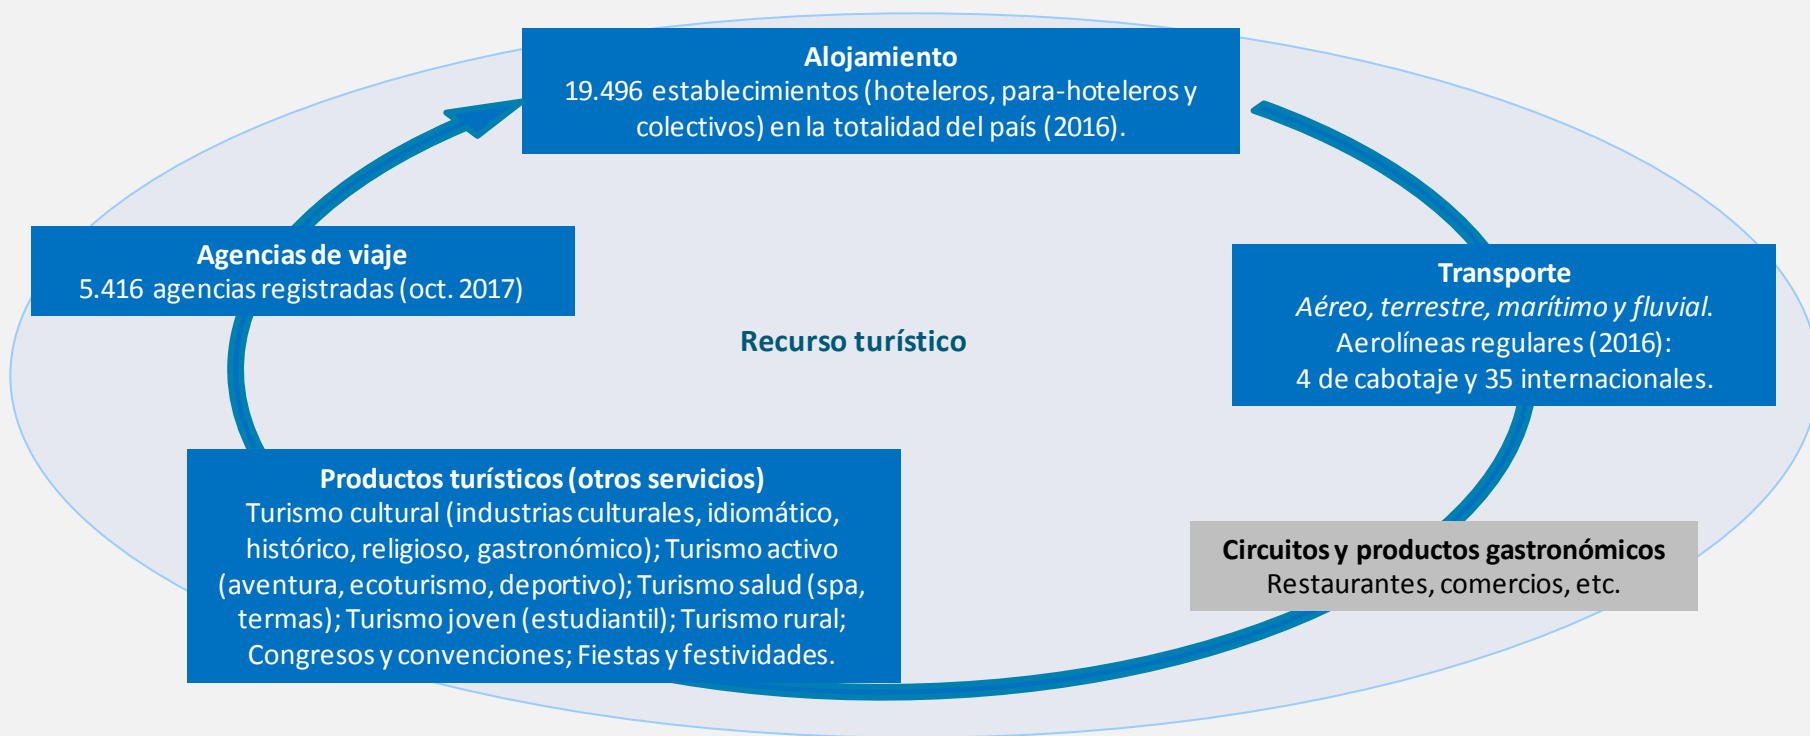 Alojamiento
19.496 establecimientos (hoteleros, para-hoteleros y
colectivos) en la totalidad del país (2016).
Agencias de viaje
5.416 agencias registradas (oct. 2017)
Transporte
Aéreo, terrestre, marítimo y fluvial.
Aerolíneas regulares (2016):
4 de cabotaje y 35 internacionales.
Recurso turístico
Productos turísticos (otros servicios)
Turismo cultural (industrias culturales, idiomático,
histórico, religioso, gastronómico); Turismo activo
(aventura, ecoturismo, deportivo); Turismo salud (spa,
termas); Turismo joven (estudiantil); Turismo rural;
Congresos y convenciones; Fiestas y festividades.
Circuitos y productos gastronómicos
Restaurantes, comercios, etc.